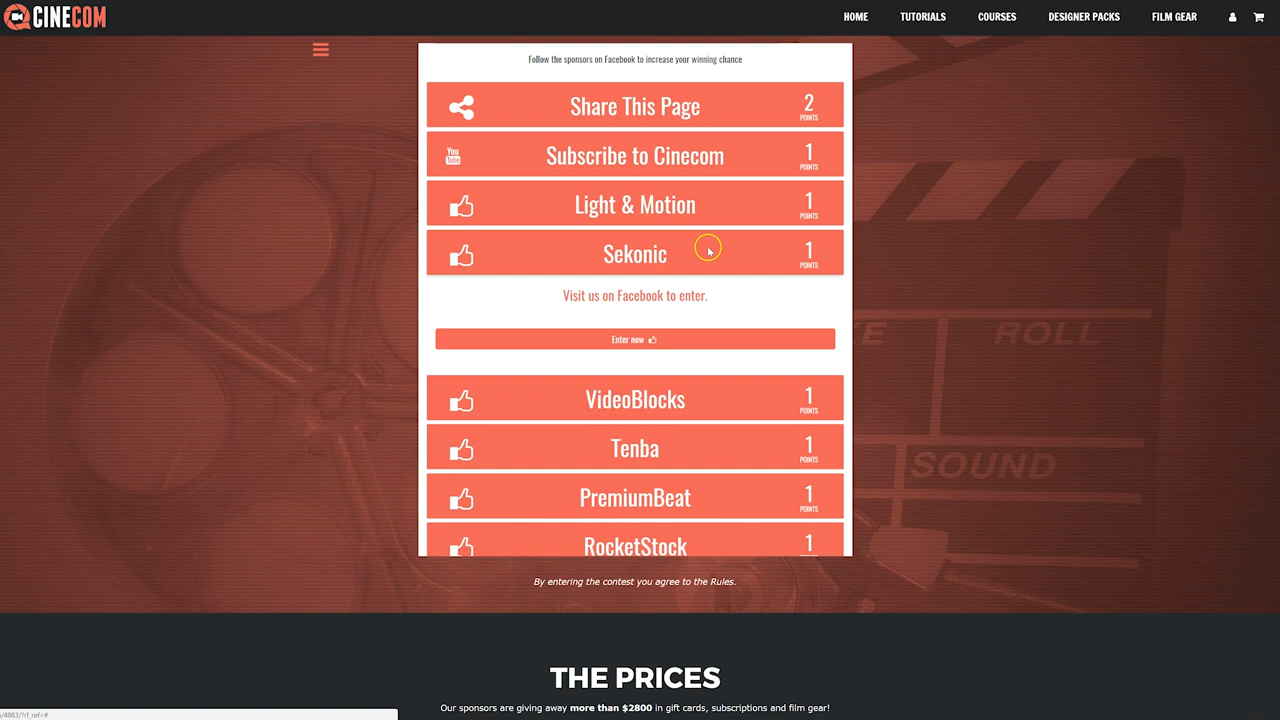 CINECOM
HOME TUTORIALS COURSES DESIGNER PACKS FILM GEAR
Follow the sponsors on Facebook to increase your winning chance
Share This Page 2 POINTS
You Tube Subscribe to Cinecom 1 POINTS
Light & Motion 1 POINTS
Sekonic 1 POINTS
Visit us on Facebook to enter.
Enter now
VideoBlocks 1 POINTS
Tenba 1 POINTS
PremiumBeat 1 POINTS
RocketStock 1
ROLL
SOUND
By entering the contest you agree to the Rules.
THE PRICES
Our sponsors are giving away more than $2800 in gift cards, subscriptions and film gear!
/4883/?rf_ref=#